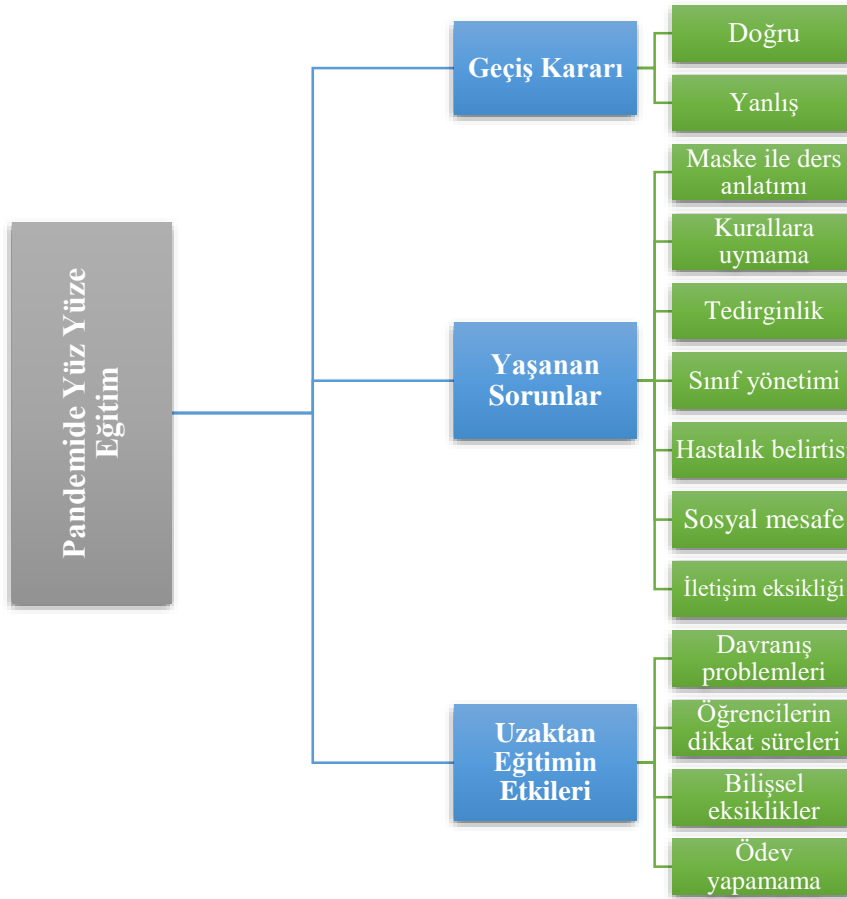 Pandemide Yüz Yüze
Eğitim
Geçiş Kararı
Doğru
Yanlış
Yaşanan
Sorunlar
Maske ile ders
anlatımı
Kurallara
uymama
Tedirginlik
Sınıf yönetimi
Hastalık belirtisi
Sosyal mesafe
İletişim eksikliği
Uzaktan
Eğitimin
Etkileri
Davranış
problemleri
Öğrencilerin
dikkat süreleri
Bilişsel
eksiklikler
Ödev
yapamama